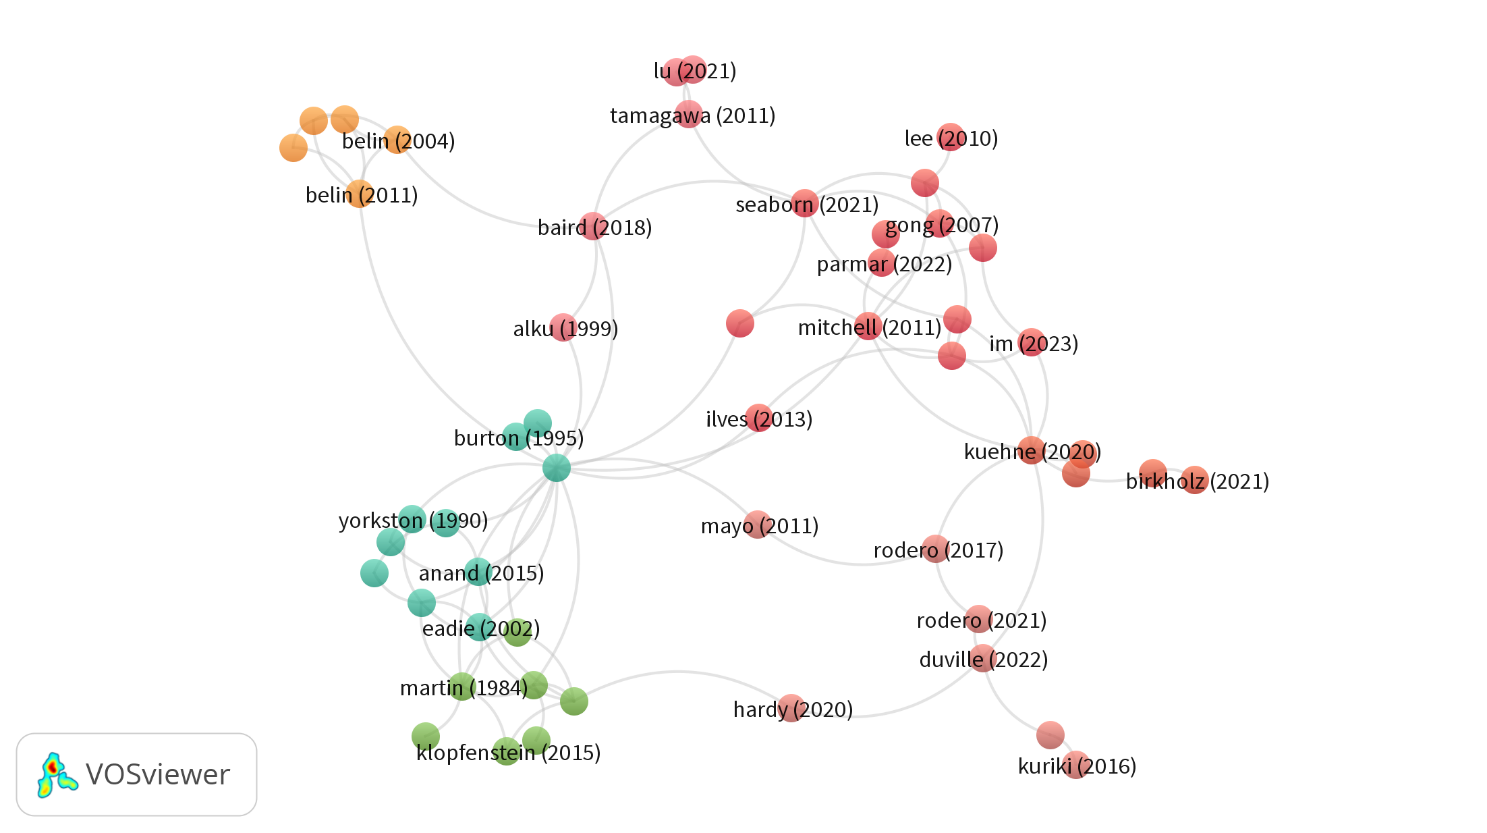 lu (2021)
tamagawa (2011)
lee (2010)
belin (2004)
belin (2011)
seaborn (2021)
baird (2018)
gong (2007)
parmar (2022)
alku (1999)
mitchell (2011)
im (2023)
ilves (2013)
burton (1995)
kuehne (2020)
birkholz (2021)
yorkston (1990)
mayo (2011)
rodero (2017)
anand (2015)
rodero (2021)
eadie (2002)
duville (2022)
martin (1984)
hardy (2020)
klopfenstein (2015)
kuriki (2016)
VOSviewer